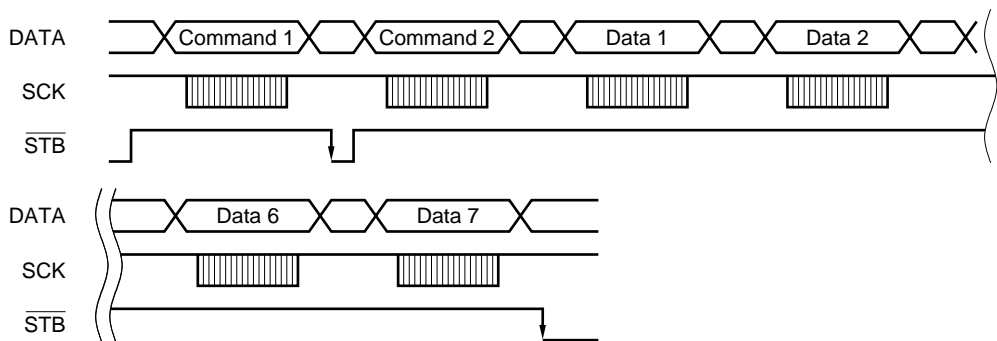 DATA Command 1 Command 2 Data 1 Data 2
SCK
STB
DATA Data 6 Data 7
SCK
STB